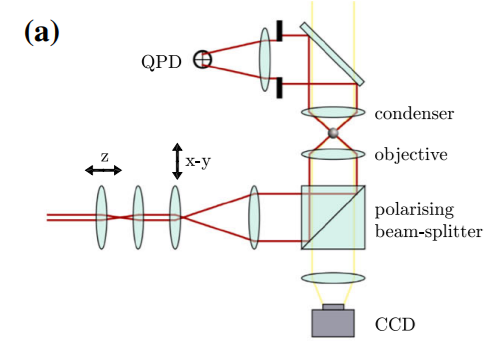 (a)
QPD
condenser
objective
z
x-y
polarising
beam-splitter
CCD